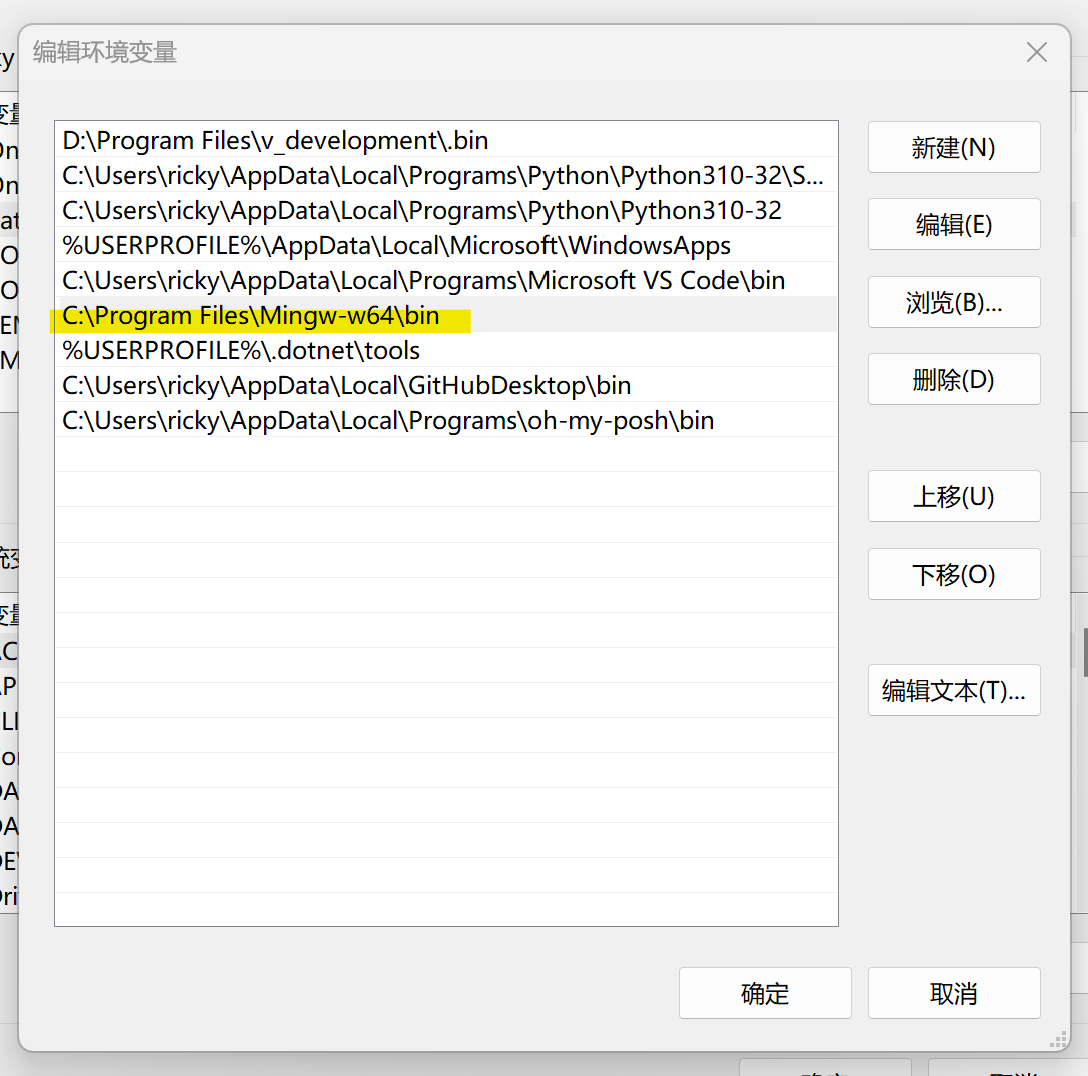 编辑环境变量
D:\Program Files\v_development\.bin
C:\Users\ricky\AppData\Local\Programs\Python\Python310-32\S...
C:\Users\ricky\AppData\Local\Programs\Python\Python310-32
%USERPROFILE%\AppData\Local\Microsoft\WindowsApps
C:\Users\ricky\AppData\Local\Programs\Microsoft VS Code\bin
C:\Program Files\Mingw-w64\bin
%USERPROFILE%\.dotnet\tools
C:\Users\ricky\AppData\Local\GitHubDesktop\bin
C:\Users\ricky\AppData\Local\Programs\oh-my-posh\bin
新建(N)
编辑(E)
浏览(B)...
删除(D)
上移(U)
下移(O)
编辑文本(T)...
确定
取消